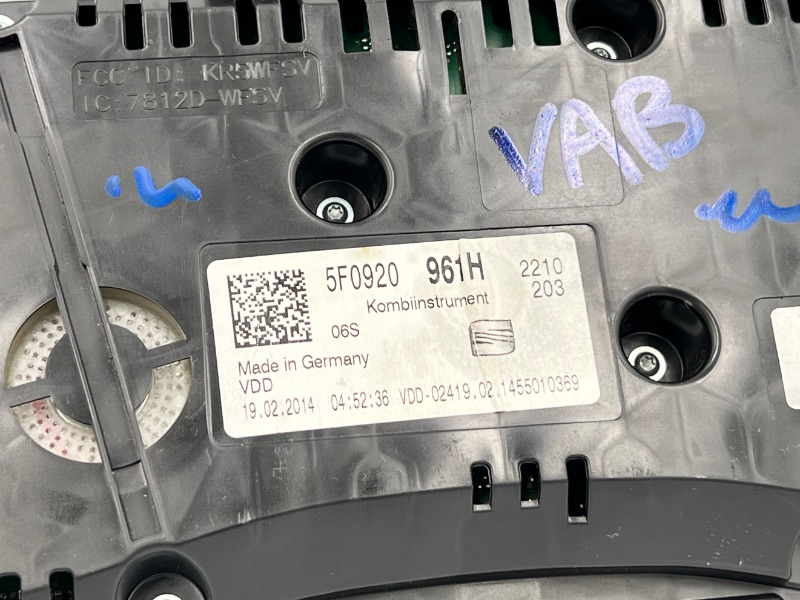 FCC ID: KR5WFSV
IC:7812D-WFSV
VAB
5F0920 961H 2210
Kombiinstrument 203
06S
Made in Germany
VDD
19.02.2014 04:52:36 VDD-02419.02.1455010369